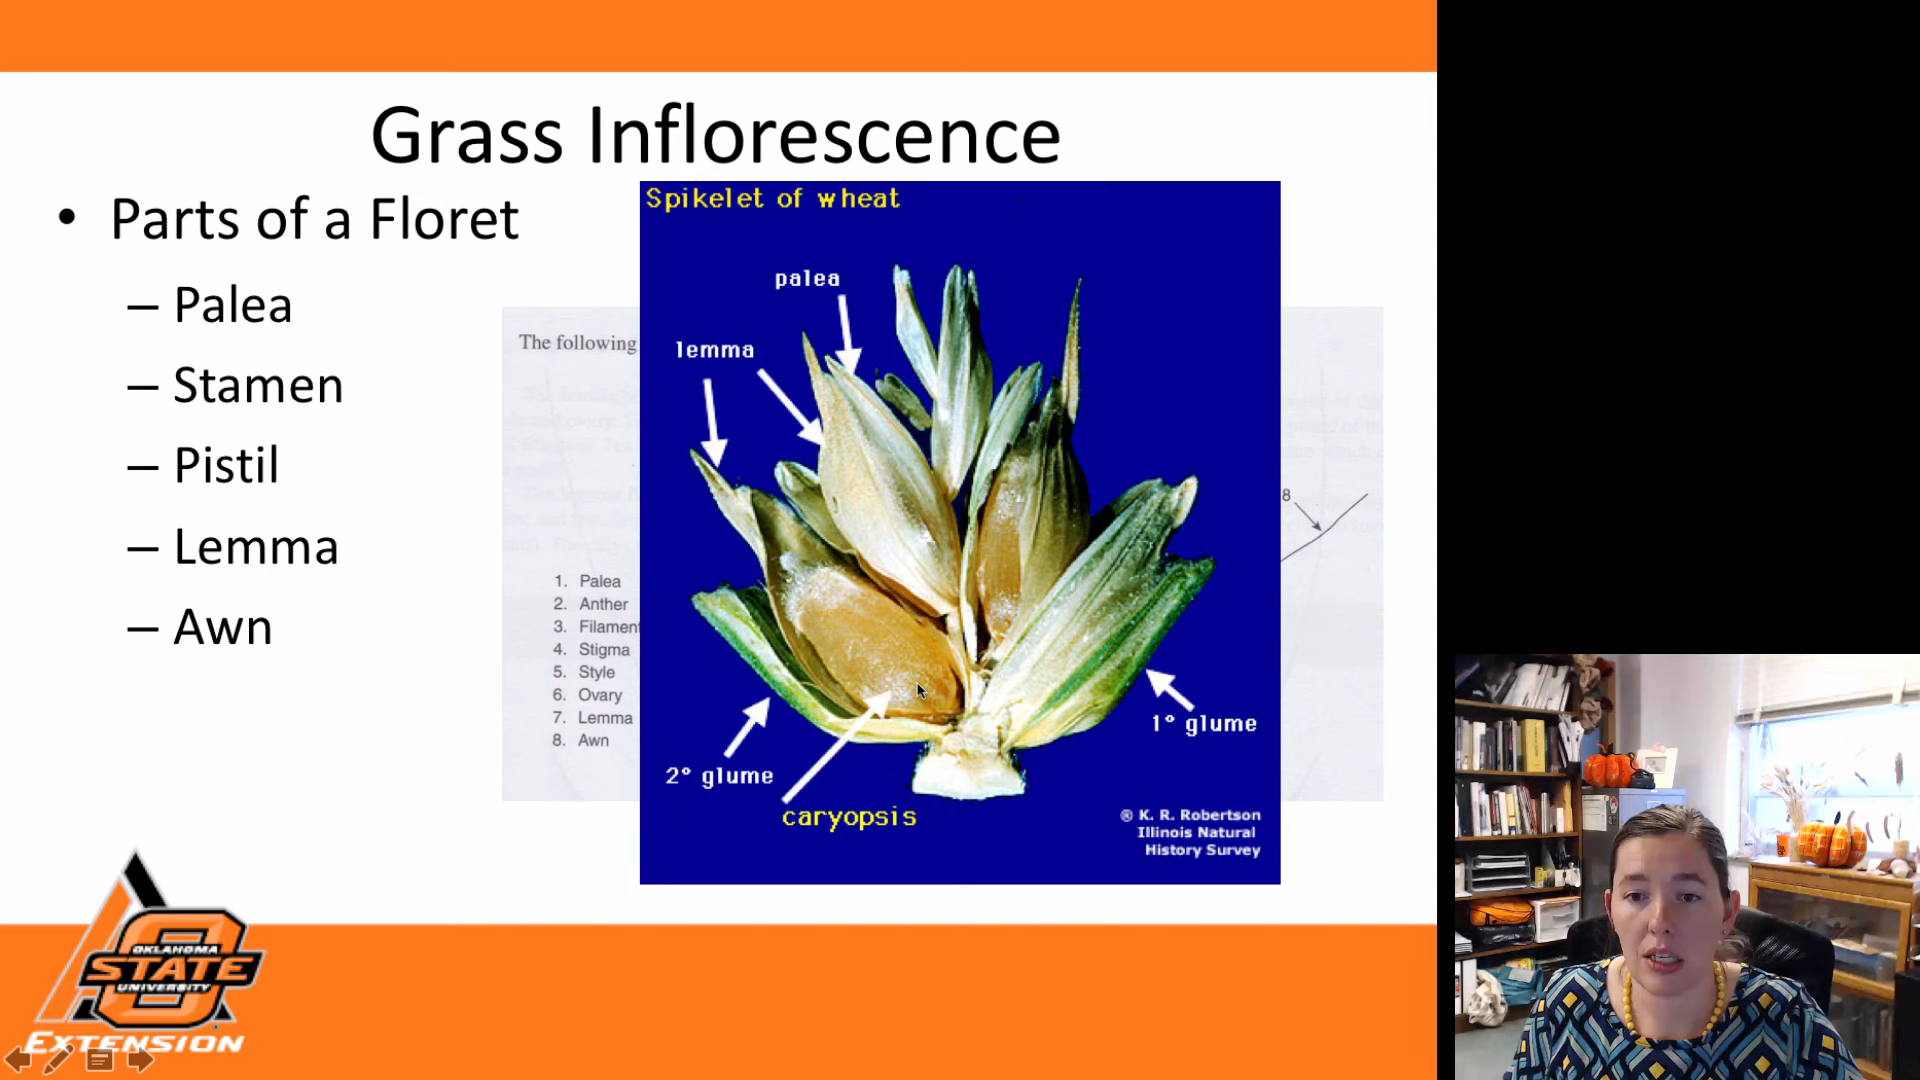 Grass Inflorescence
• Parts of a Floret
– Palea
– Stamen
– Pistil
– Lemma
– Awn
The following
1. Palea
2. Anther
3. Filament
4. Stigma
5. Style
6. Ovary
7. Lemma
8. Awn
Spikelet of wheat
palea
lemma
1° glume
2° glume
caryopsis
© K. R. Robertson
Illinois Natural
History Survey
8
OKLAHOMA
STATE
UNIVERSITY
EXTENSION